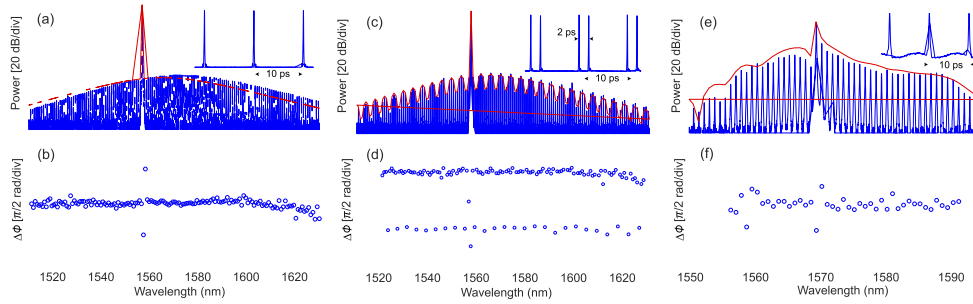 (a)
Power [20 dB/div]
10 ps
(b)
ΔΦ [π/2 rad/div]
1520 1540 1560 1580 1600 1620
Wavelength (nm)
(c)
Power [20 dB/div]
2 ps
10 ps
(d)
ΔΦ [π/2 rad/div]
1520 1540 1560 1580 1600 1620
Wavelength (nm)
(e)
Power [20 dB/div]
10 ps
(f)
ΔΦ [π/2 rad/div]
1550 1560 1570 1580 1590
Wavelength (nm)